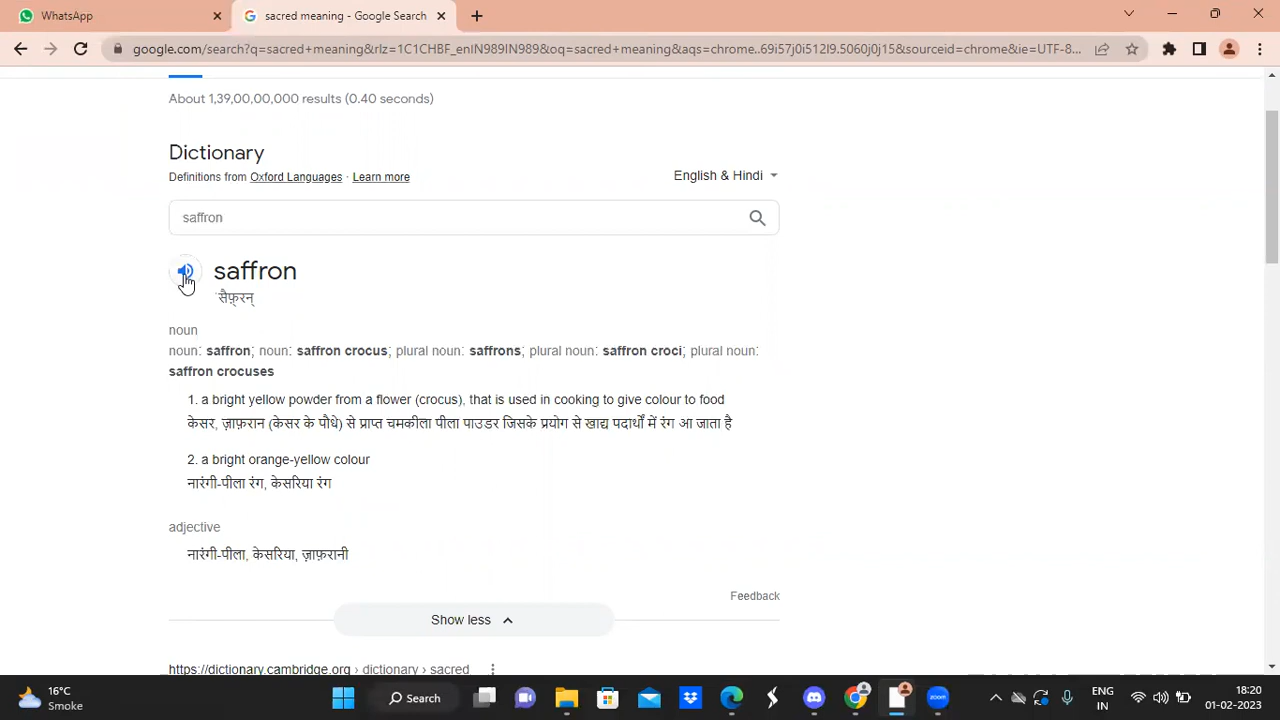 WhatsApp
sacred meaning - Google Search
google.com/search?q=sacred+meaning&rlz=1C1CHBF_enIN989IN989&oq=sacred+meaning&aqs=chrome..69i57j0i512l9.5060j0j15&sourceid=chrome&ie=UTF-8...
About 1,39,00,00,000 results (0.40 seconds)
Dictionary
Definitions from Oxford Languages · Learn more
English & Hindi
saffron
saffron
ˈसैफ़्रन्
noun
noun: saffron; noun: saffron crocus; plural noun: saffrons; plural noun: saffron croci; plural noun:
saffron crocuses
1. a bright yellow powder from a flower (crocus), that is used in cooking to give colour to food
केसर, ज़ाफ़रान (केसर के पौधे) से प्राप्त चमकीला पीला पाउडर जिसके प्रयोग से खाद्य पदार्थों में रंग आ जाता है
2. a bright orange-yellow colour
नारंगी-पीला रंग, केसरिया रंग
adjective
नारंगी-पीला, केसरिया, ज़ाफ़रानी
Feedback
Show less
https://dictionary.cambridge.org › dictionary › sacred
16°C
Smoke
Search
zoom
ENG
IN
18:20
01-02-2023